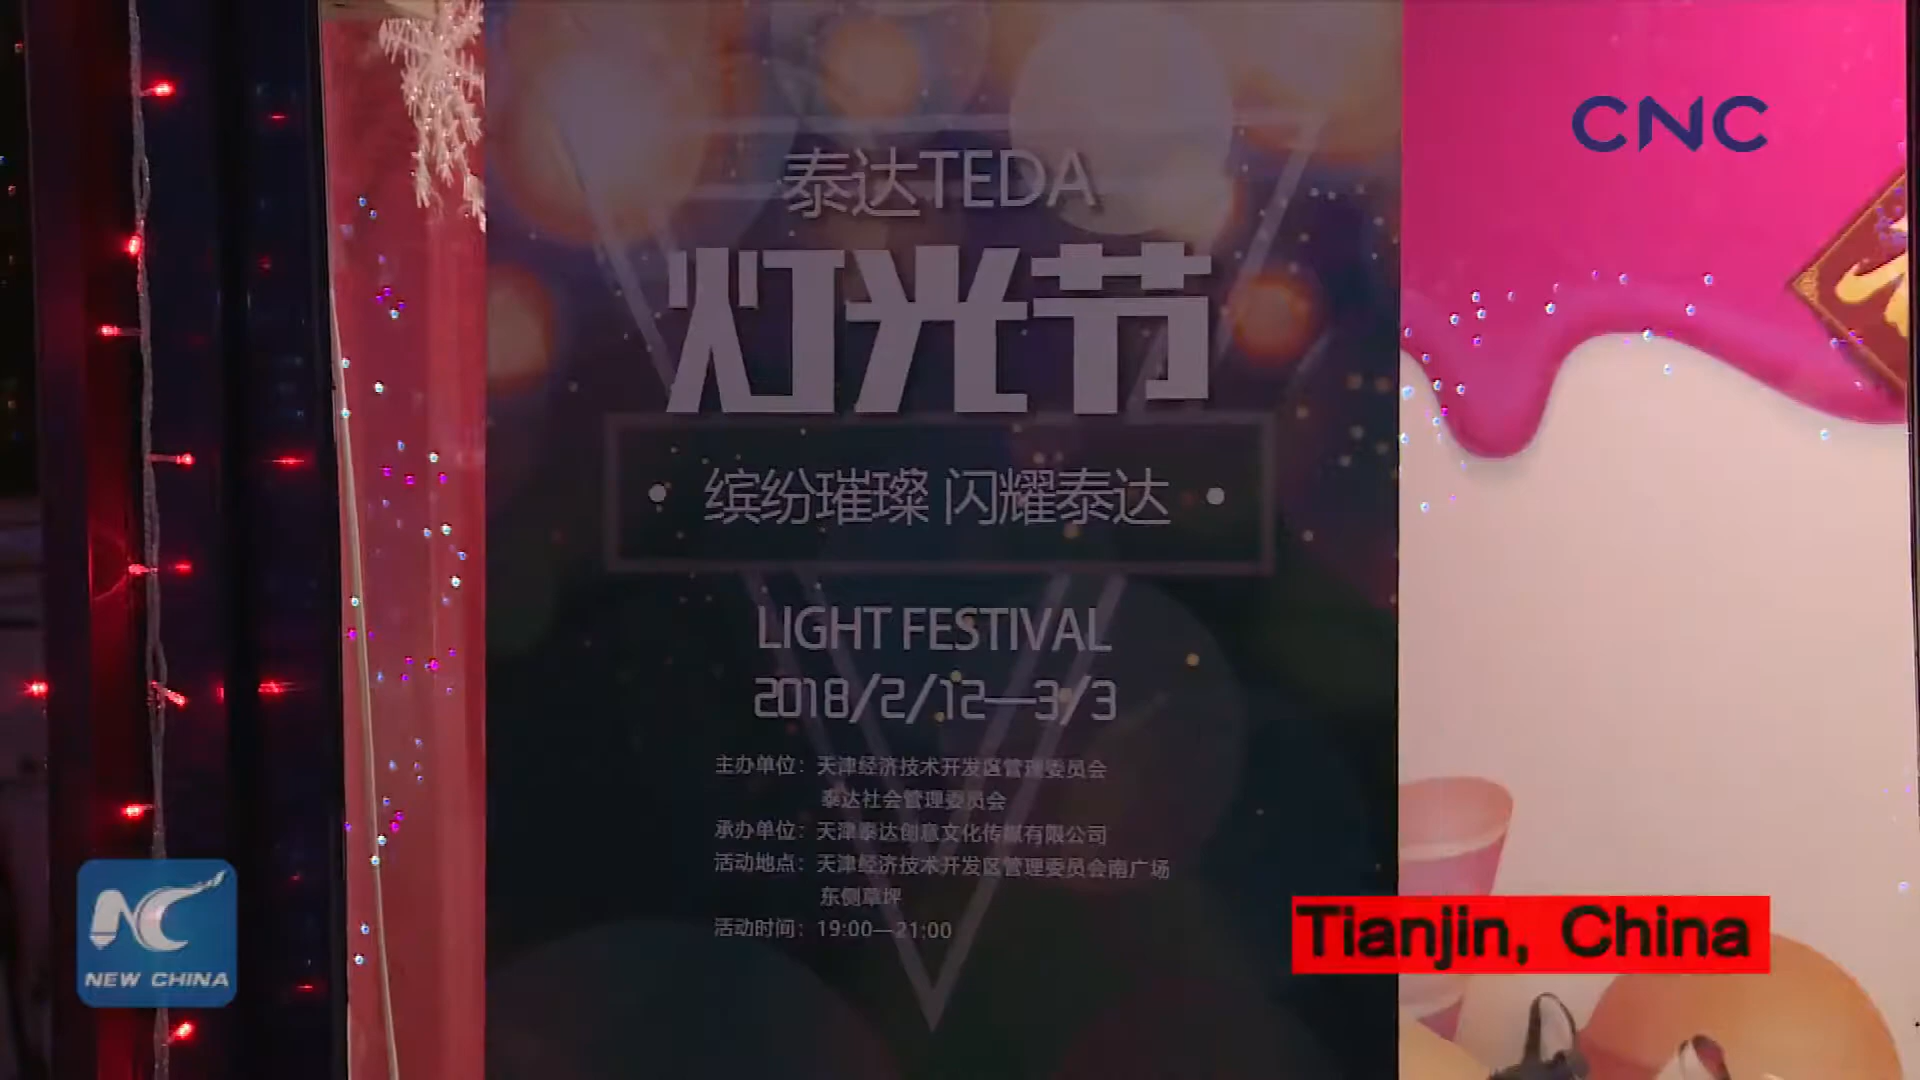 CNC
泰达TEDA
灯光节
• 缤纷璀璨 闪耀泰达 •
LIGHT FESTIVAL
2018/2/12—3/3
主办单位：天津经济技术开发区管理委员会
泰达社会管理委员会
承办单位：天津泰达创意文化传媒有限公司
活动地点：天津经济技术开发区管理委员会南广场
东侧草坪
活动时间：19:00—21:00
Tianjin, China
NC
NEW CHINA